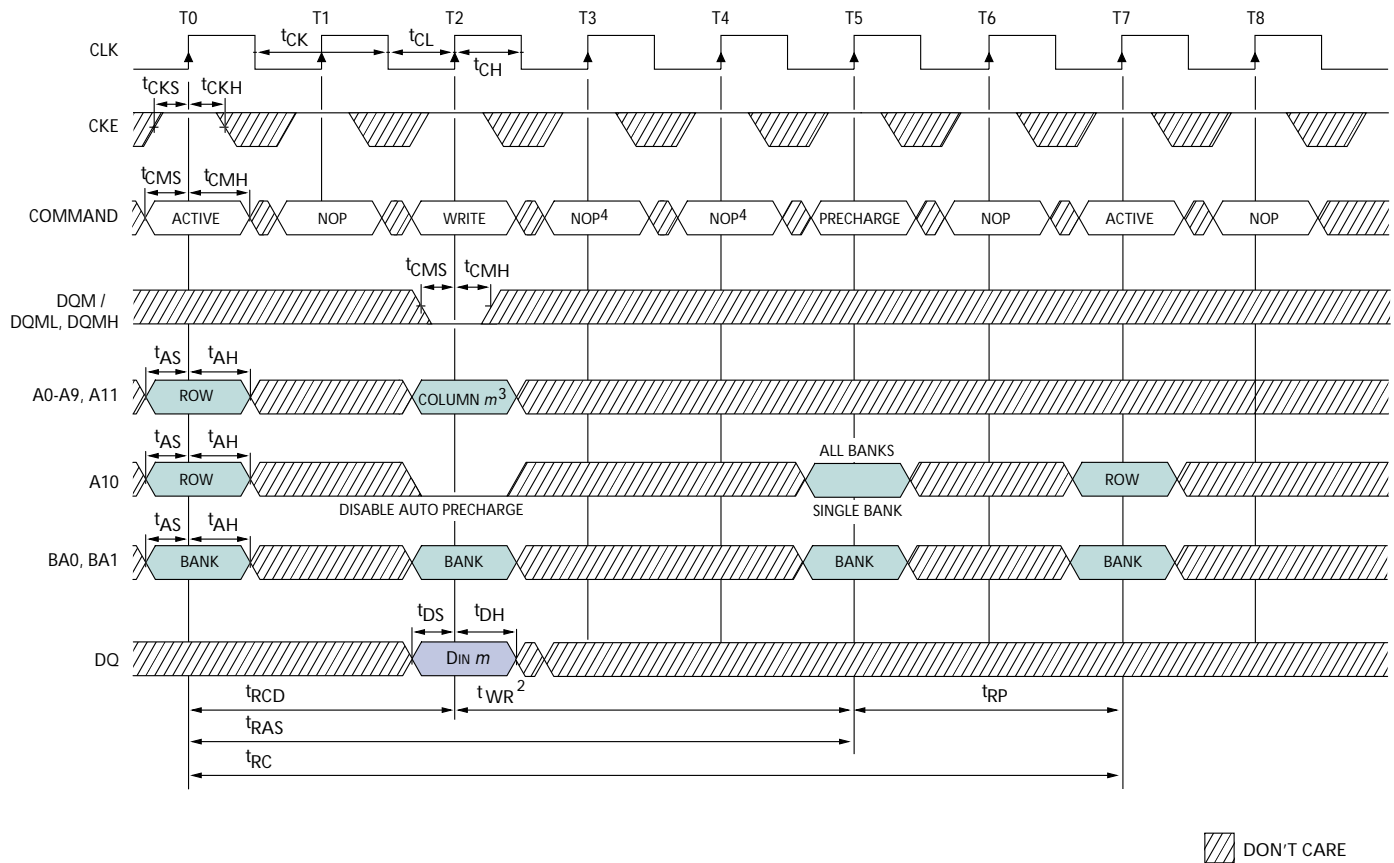 T0 T1 T2 T3 T4 T5 T6 T7 T8
CLK
tCK tCL
tCH
tCKS tCKH
CKE
tCMS tCMH
COMMAND ACTIVE NOP WRITE NOP4 NOP4 PRECHARGE NOP ACTIVE NOP
tCMS tCMH
DQM /
DQML, DQMH
tAS tAH
A0-A9, A11 ROW COLUMN m3
tAS tAH
ALL BANKS
A10 ROW ROW
DISABLE AUTO PRECHARGE SINGLE BANK
tAS tAH
BA0, BA1 BANK BANK BANK BANK
tDS tDH
DQ DIN m
tRCD tWR2 tRP
tRAS
tRC
DON'T CARE